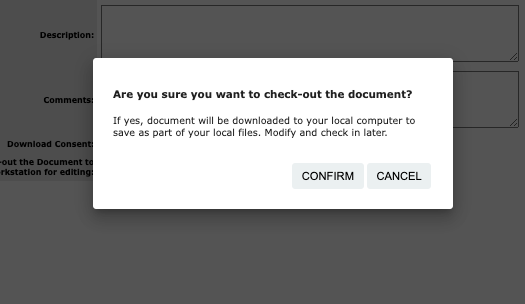 Description:
Are you sure you want to check-out the document?
If yes, document will be downloaded to your local computer to
save as part of your local files. Modify and check in later.
Comments:
Download Consent:
-out the Document to
rkstation for editing:
CONFIRM CANCEL